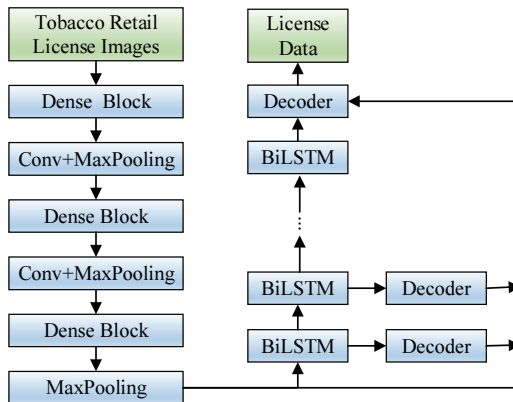 Tobacco Retail
License Images
Dense Block
Conv+MaxPooling
Dense Block
Conv+MaxPooling
Dense Block
MaxPooling
License
Data
Decoder
BiLSTM
...
BiLSTM
Decoder
BiLSTM
Decoder